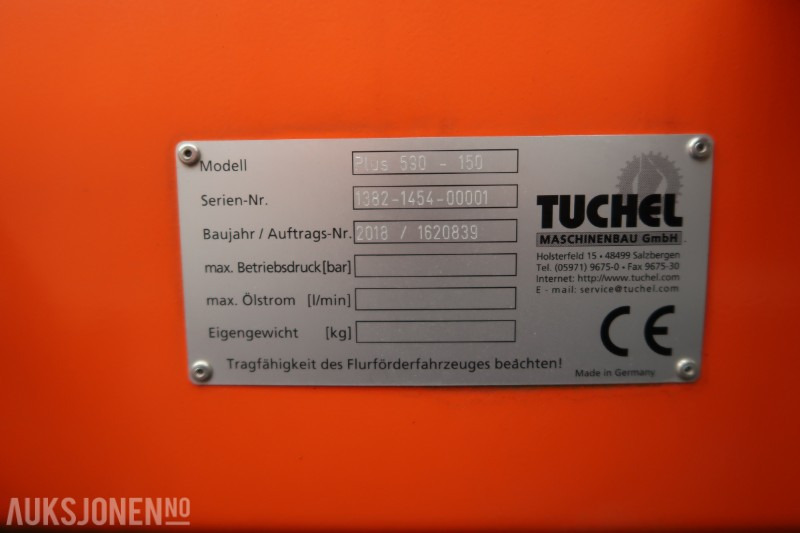 Modell Plus 590 - 150
Serien-Nr. 1382-1454-00001
Baujahr / Auftrags-Nr. 2018 / 1620839
max. Betriebsdruck [bar]
max. Ölstrom [l/min]
Eigengewicht [kg]
Tragfähigkeit des Flurförderfahrzeuges beachten!
TUCHEL
MASCHINENBAU GmbH
Holsterfeld 15 • 48499 Salzbergen
Tel. (05971) 9675-0 • Fax 9675-30
Internet: http://www.tuchel.com
E - mail: service@tuchel.com
CE
Made in Germany
AUKSJONEN.NO